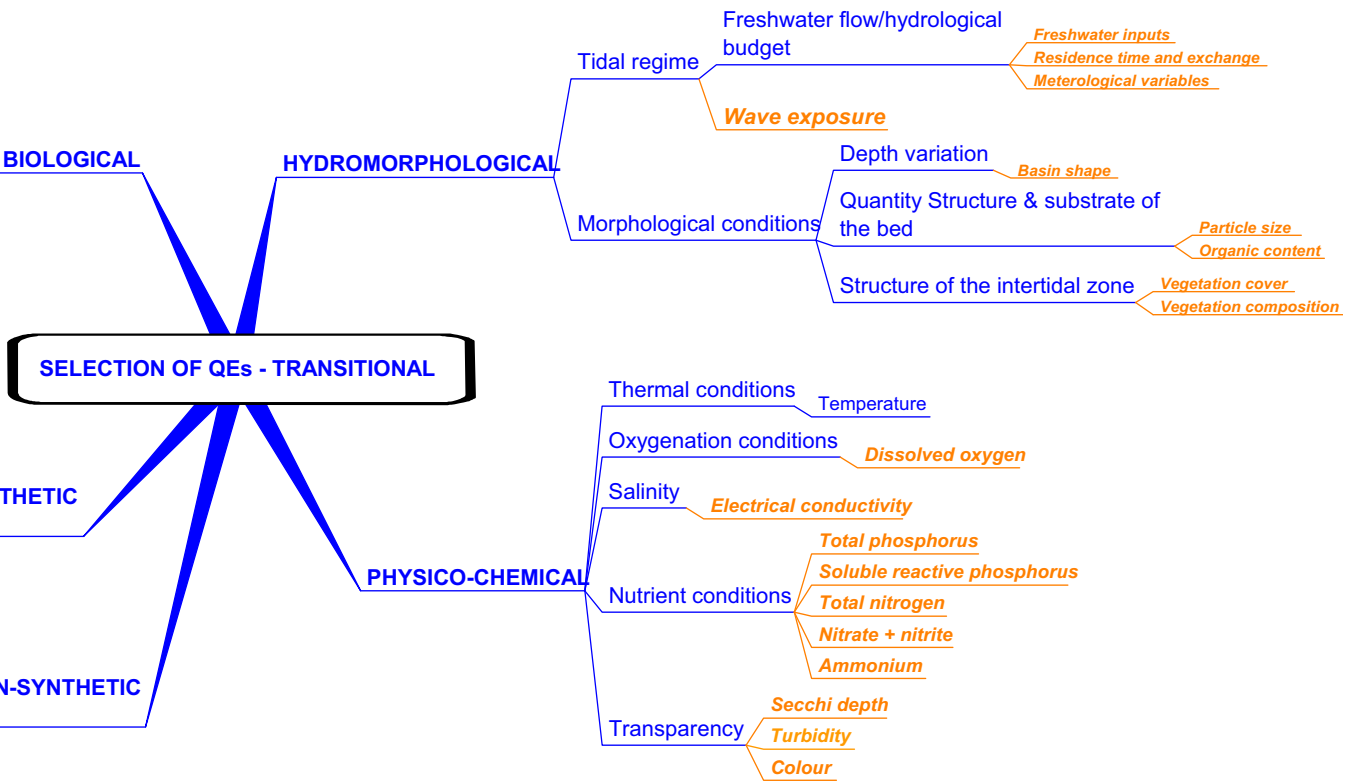 Freshwater flow/hydrological
budget
Freshwater inputs
Residence time and exchange
Meterological variables
Tidal regime
Wave exposure
BIOLOGICAL
HYDROMORPHOLOGICAL
Depth variation
Basin shape
Quantity Structure & substrate of
the bed
Particle size
Organic content
Morphological conditions
Structure of the intertidal zone
Vegetation cover
Vegetation composition
SELECTION OF QEs - TRANSITIONAL
Thermal conditions
Temperature
Oxygenation conditions
Dissolved oxygen
Salinity
Electrical conductivity
THETIC
PHYSICO-CHEMICAL
Nutrient conditions
Total phosphorus
Soluble reactive phosphorus
Total nitrogen
Nitrate + nitrite
Ammonium
N-SYNTHETIC
Transparency
Secchi depth
Turbidity
Colour